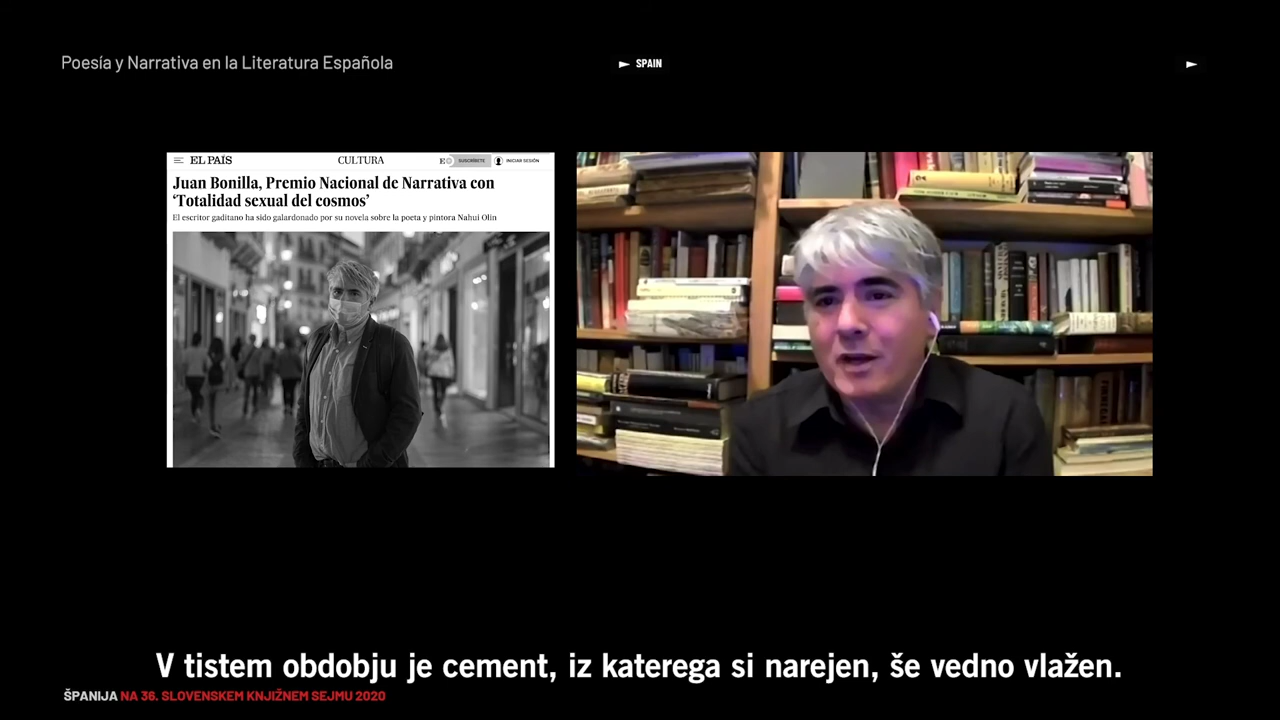 Poesía y Narrativa en la Literatura Española
SPAIN
EL PAÍS
CULTURA
SUSCRÍBETE
INICIAR SESIÓN
Juan Bonilla, Premio Nacional de Narrativa con
‘Totalidad sexual del cosmos’
El escritor gaditano ha sido galardonado por su novela sobre la poeta y pintora Nahui Olin
V tistem obdobju je cement, iz katerega si narejen, še vedno vlažen.
ŠPANIJA NA 36. SLOVENSKEM KNJIŽNEM SEJMU 2020